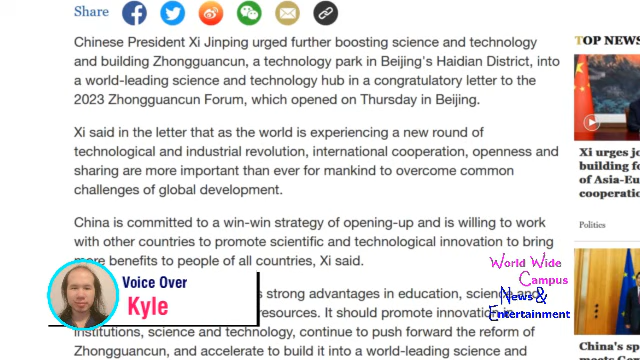 Share
Chinese President Xi Jinping urged further boosting science and technology
and building Zhongguancun, a technology park in Beijing's Haidian District, into
a world-leading science and technology hub in a congratulatory letter to the
2023 Zhongguancun Forum, which opened on Thursday in Beijing.
Xi said in the letter that as the world is experiencing a new round of
technological and industrial revolution, international cooperation, openness and
sharing are more important than ever for mankind to overcome common
challenges of global development.
China is committed to a win-win strategy of opening-up and is willing to work
with other countries to promote scientific and technological innovation to bring
more benefits to people of all countries, Xi said.
strong advantages in education, science and
resources. It should promote innovation in
institutions, science and technology, continue to push forward the reform of
Zhongguancun, and accelerate to build it into a world-leading science and
TOP NEWS
Xi urges
building fo
of Asia-Eu
cooperatio
Politics
China's sp
Voice Over
Kyle
World Wide
Campus
News &
Entertainment